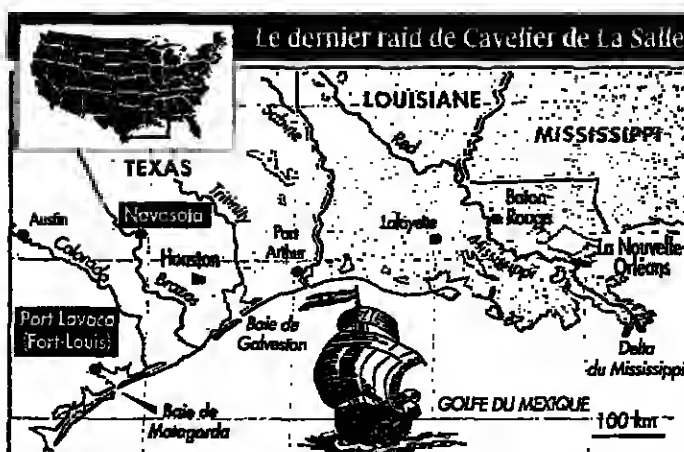 Le dernier raid de Cavelier de La Salle
LOUISIANE
MISSISSIPPI
Sabine
Red
TEXAS
Trinity
Navasota
Austin
Colorado
Houston
Brazos
Port
Arthur
Lafayette
Baton
Rouge
Mississippi
La Nouvelle-
Orléans
Port Lavaca
(Fort-Louis)
Baie de
Galveston
Delta
du Mississippi
Baie de
Matagorda
GOLFE DU MEXIQUE
100 km